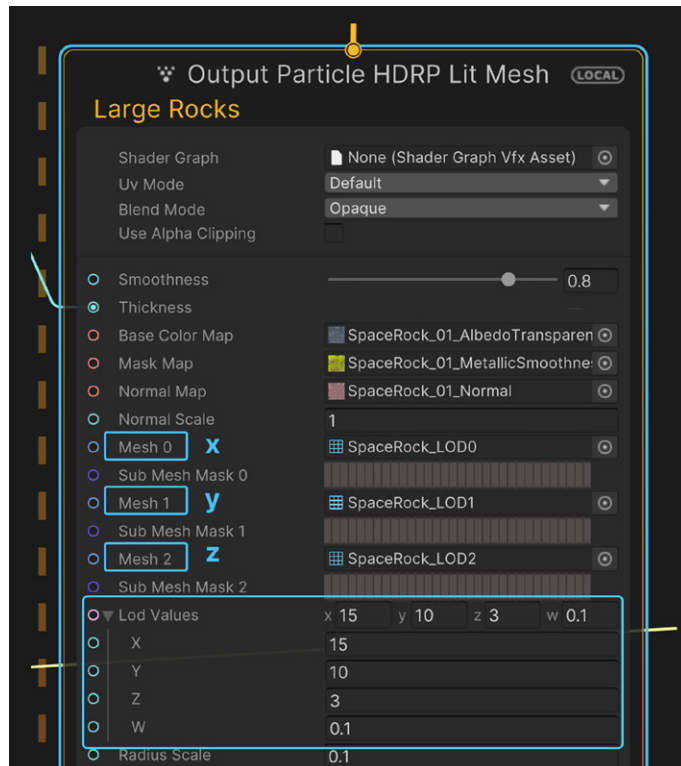 Output Particle HDRP Lit Mesh LOCAL
Large Rocks
Shader Graph None (Shader Graph Vfx Asset)
Uv Mode Default
Blend Mode Opaque
Use Alpha Clipping
Smoothness 0.8
Thickness
Base Color Map SpaceRock_01_AlbedoTransparen
Mask Map SpaceRock_01_MetallicSmoothne
Normal Map SpaceRock_01_Normal
Normal Scale 1
Mesh 0 x SpaceRock_LOD0
Sub Mesh Mask 0
Mesh 1 y SpaceRock_LOD1
Sub Mesh Mask 1
Mesh 2 z SpaceRock_LOD2
Sub Mesh Mask 2
Lod Values x 15 y 10 z 3 w 0.1
X 15
Y 10
Z 3
W 0.1
Radius Scale 0.1